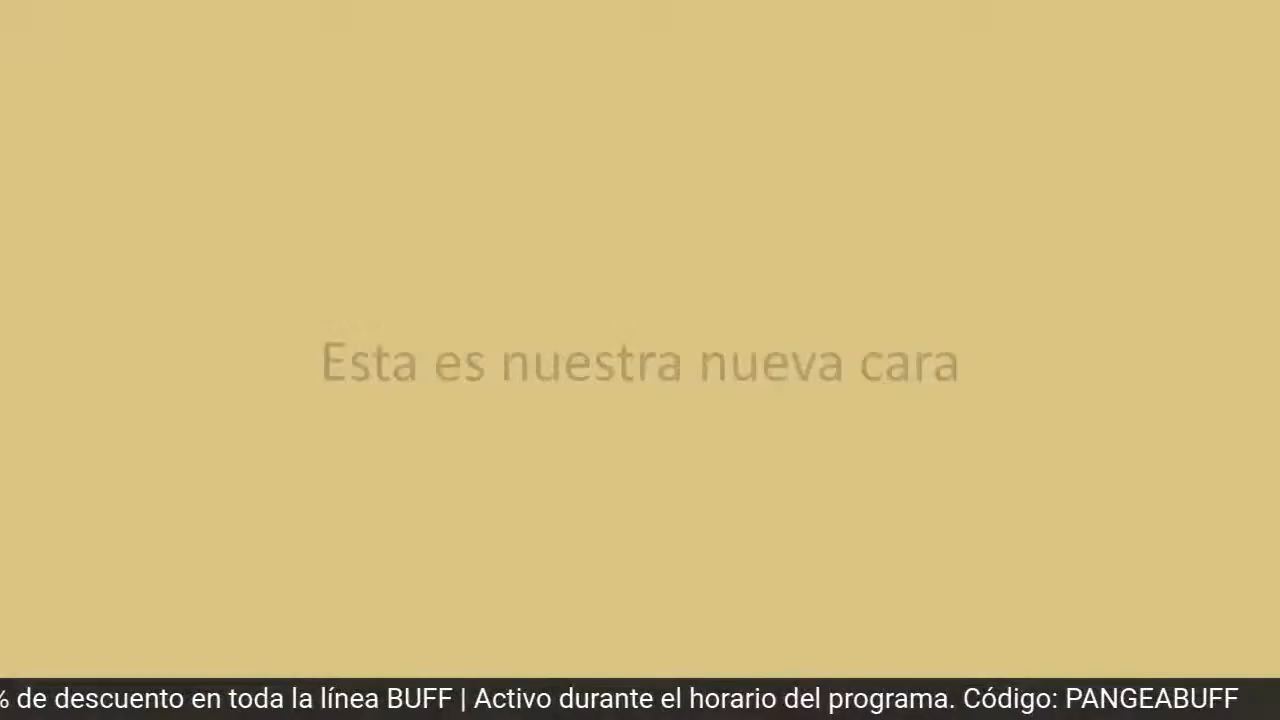 Esta es nuestra nueva cara
% de descuento en toda la línea BUFF | Activo durante el horario del programa. Código: PANGEABUFF